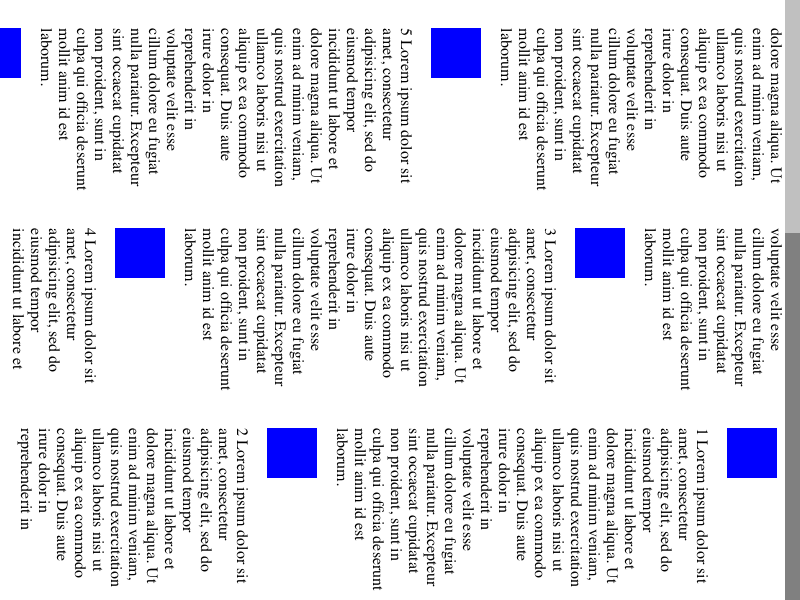 dolore magna aliqua. Ut
enim ad minim veniam,
quis nostrud exercitation
ullamco laboris nisi ut
aliquip ex ea commodo
consequat. Duis aute
irure dolor in
reprehenderit in
voluptate velit esse
cillum dolore eu fugiat
nulla pariatur. Excepteur
sint occaecat cupidatat
non proident, sunt in
culpa qui officia deserunt
mollit anim id est
laborum.
5 Lorem ipsum dolor sit
amet, consectetur
adipisicing elit, sed do
eiusmod tempor
incididunt ut labore et
dolore magna aliqua. Ut
enim ad minim veniam,
quis nostrud exercitation
ullamco laboris nisi ut
aliquip ex ea commodo
consequat. Duis aute
irure dolor in
reprehenderit in
voluptate velit esse
cillum dolore eu fugiat
nulla pariatur. Excepteur
sint occaecat cupidatat
non proident, sunt in
culpa qui officia deserunt
mollit anim id est
laborum.
voluptate velit esse
cillum dolore eu fugiat
nulla pariatur. Excepteur
sint occaecat cupidatat
non proident, sunt in
culpa qui officia deserunt
mollit anim id est
laborum.
3 Lorem ipsum dolor sit
amet, consectetur
adipisicing elit, sed do
eiusmod tempor
incididunt ut labore et
dolore magna aliqua. Ut
enim ad minim veniam,
quis nostrud exercitation
ullamco laboris nisi ut
aliquip ex ea commodo
consequat. Duis aute
irure dolor in
reprehenderit in
voluptate velit esse
cillum dolore eu fugiat
nulla pariatur. Excepteur
sint occaecat cupidatat
non proident, sunt in
culpa qui officia deserunt
mollit anim id est
laborum.
4 Lorem ipsum dolor sit
amet, consectetur
adipisicing elit, sed do
eiusmod tempor
incididunt ut labore et
1 Lorem ipsum dolor sit
amet, consectetur
adipisicing elit, sed do
eiusmod tempor
incididunt ut labore et
dolore magna aliqua. Ut
enim ad minim veniam,
quis nostrud exercitation
ullamco laboris nisi ut
aliquip ex ea commodo
consequat. Duis aute
irure dolor in
reprehenderit in
voluptate velit esse
cillum dolore eu fugiat
nulla pariatur. Excepteur
sint occaecat cupidatat
non proident, sunt in
culpa qui officia deserunt
mollit anim id est
laborum.
2 Lorem ipsum dolor sit
amet, consectetur
adipisicing elit, sed do
eiusmod tempor
incididunt ut labore et
dolore magna aliqua. Ut
enim ad minim veniam,
quis nostrud exercitation
ullamco laboris nisi ut
aliquip ex ea commodo
consequat. Duis aute
irure dolor in
reprehenderit in